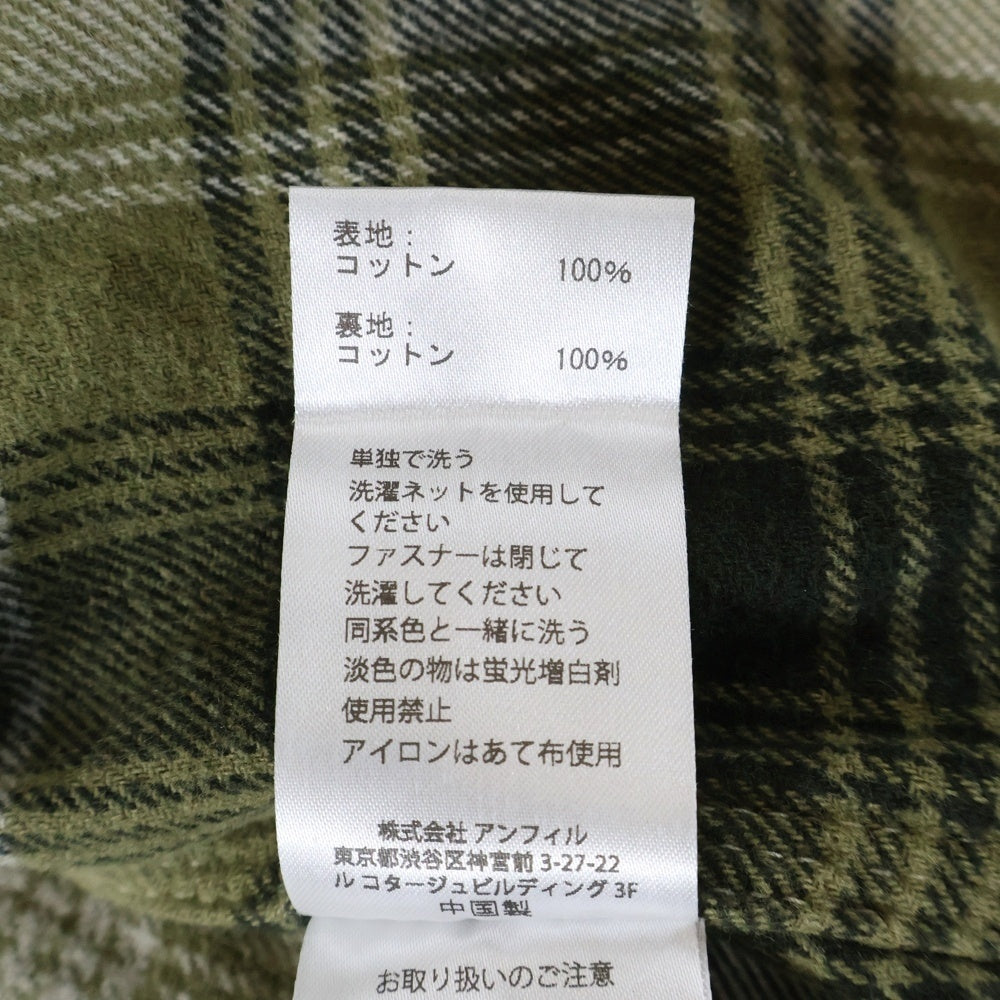 表地：
コットン 100%
裏地：
コットン 100%
単独で洗う
洗濯ネットを使用して
ください
ファスナーは閉じて
洗濯してください
同系色と一緒に洗う
淡色の物は蛍光増白剤
使用禁止
アイロンはあて布使用
株式会社 アンフィル
東京都渋谷区神宮前 3-27-22
ル コタージュビルディング 3F
中国製
お取り扱いのご注意